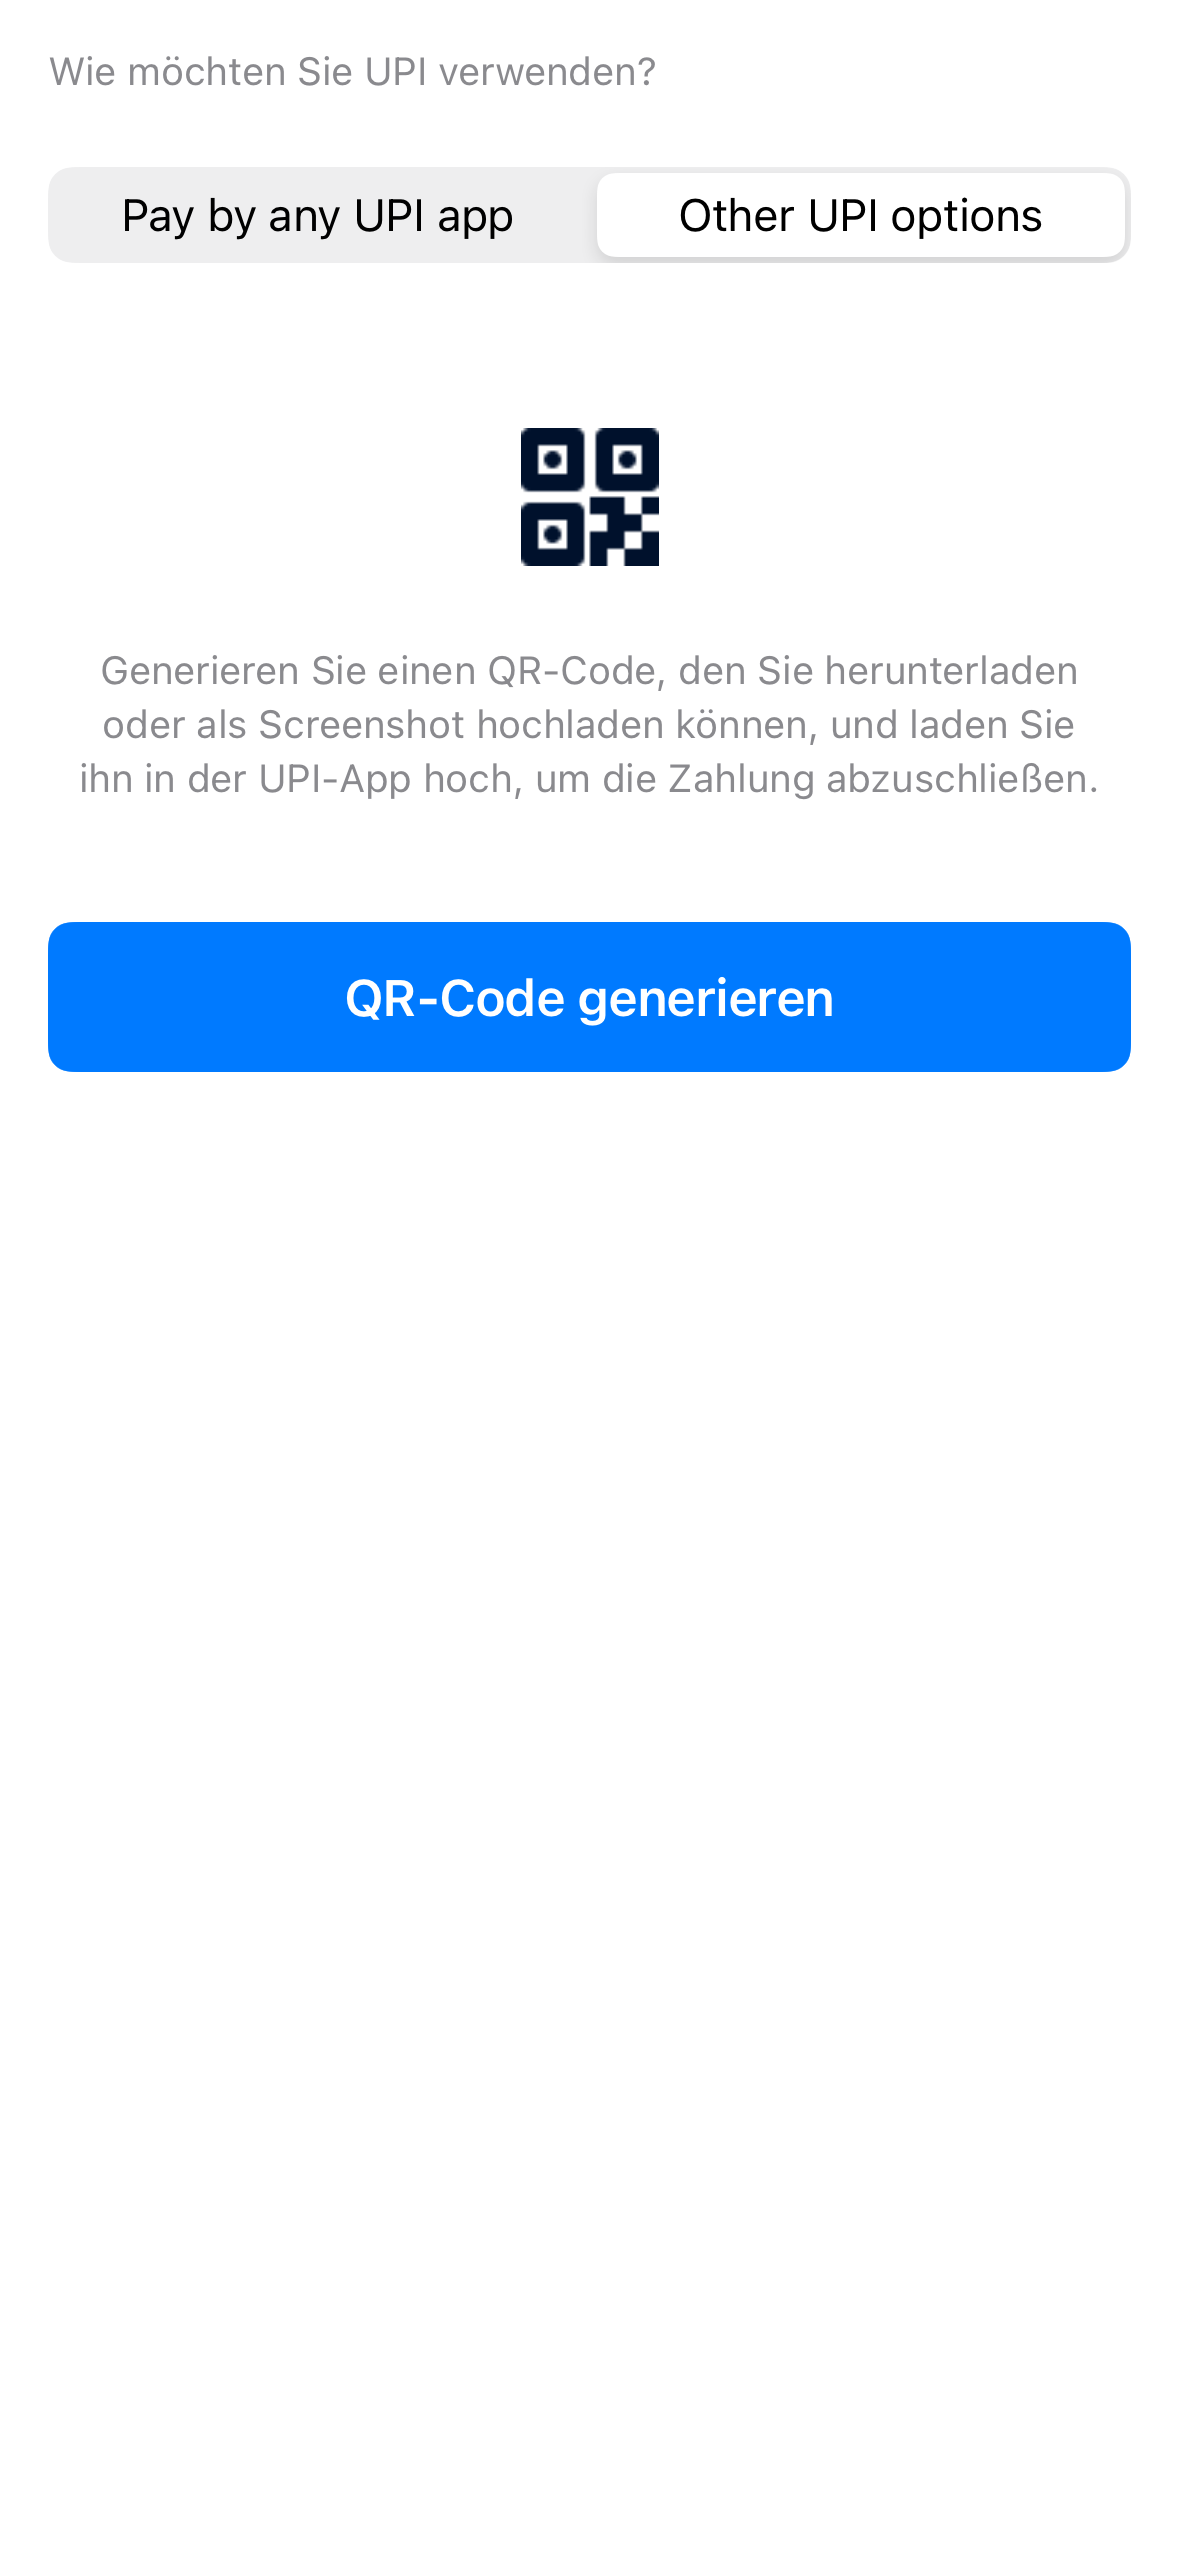 Wie möchten Sie UPI verwenden?
Pay by any UPI app
Other UPI options
Generieren Sie einen QR-Code, den Sie herunterladen
oder als Screenshot hochladen können, und laden Sie
ihn in der UPI-App hoch, um die Zahlung abzuschließen.
QR-Code generieren